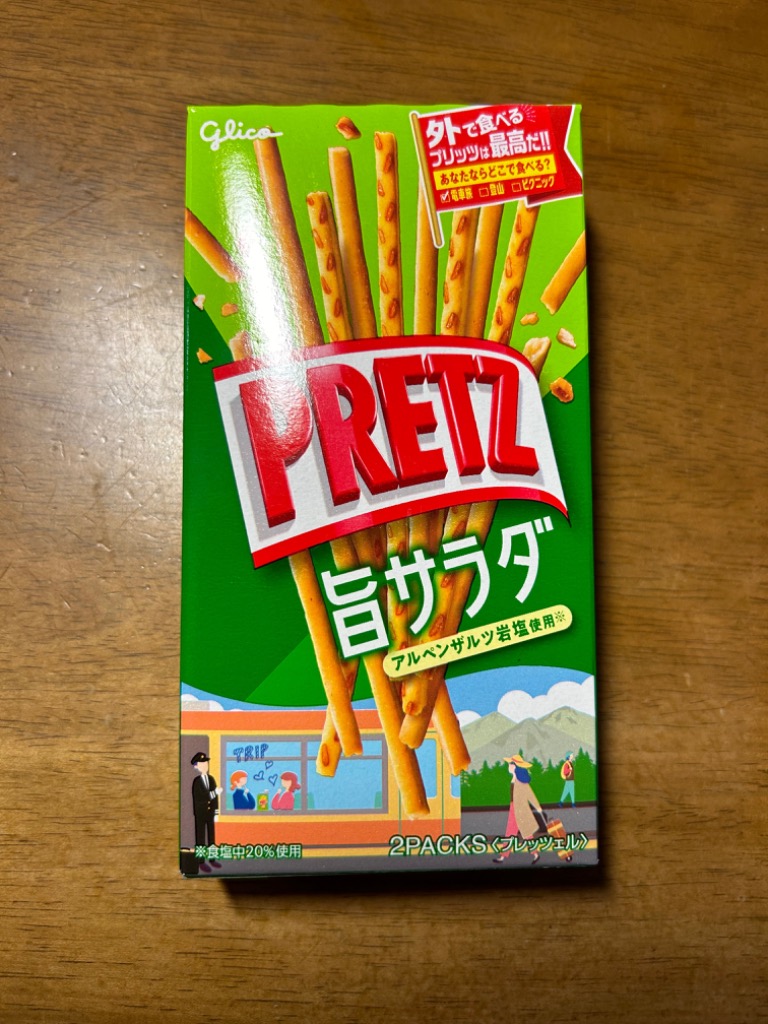 Glico
外で食べる
プリッツは最高だ!!
あなたならどこで食べる?
☑電車旅 □登山 □ピクニック
PRETZ
旨サラダ
アルペンザルツ岩塩使用※
TRIP
※食塩中20%使用
2PACKS〈プレッツェル〉